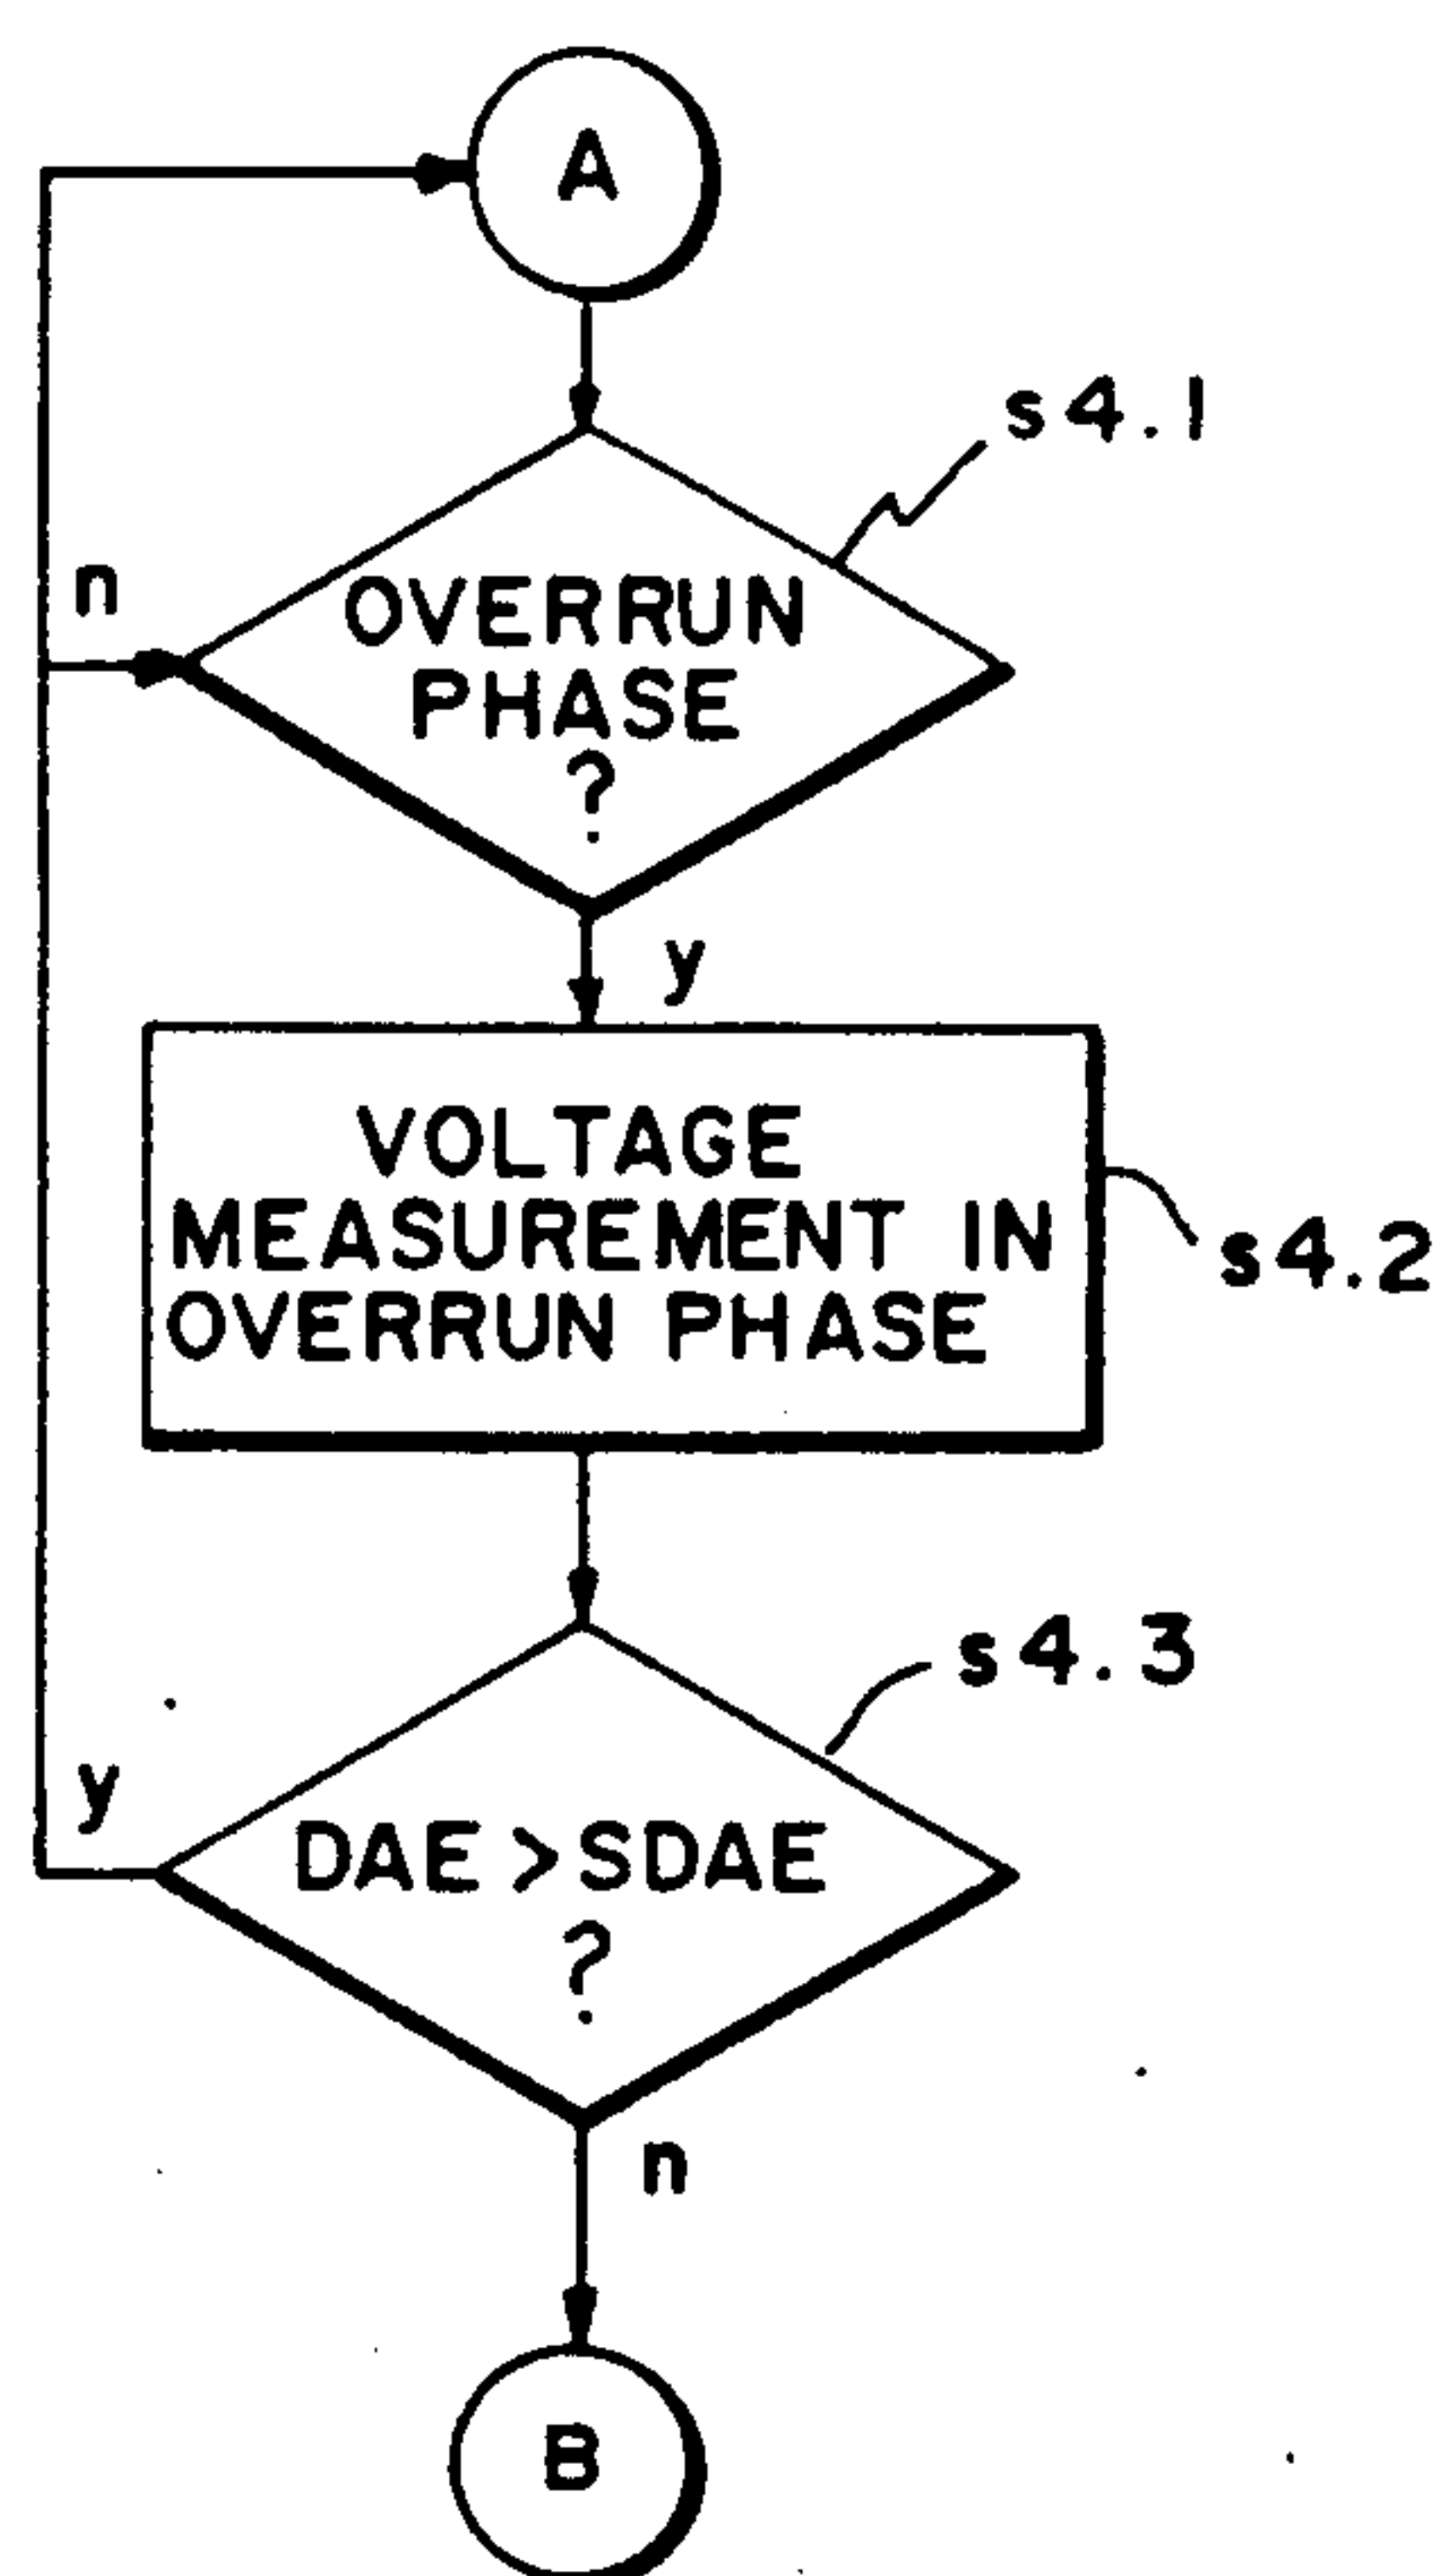 A
s4.1
n
OVERRUN
PHASE
?
y
VOLTAGE
MEASUREMENT IN
OVERRUN PHASE
s4.2
s4.3
y
DAE > SDAE
?
n
B